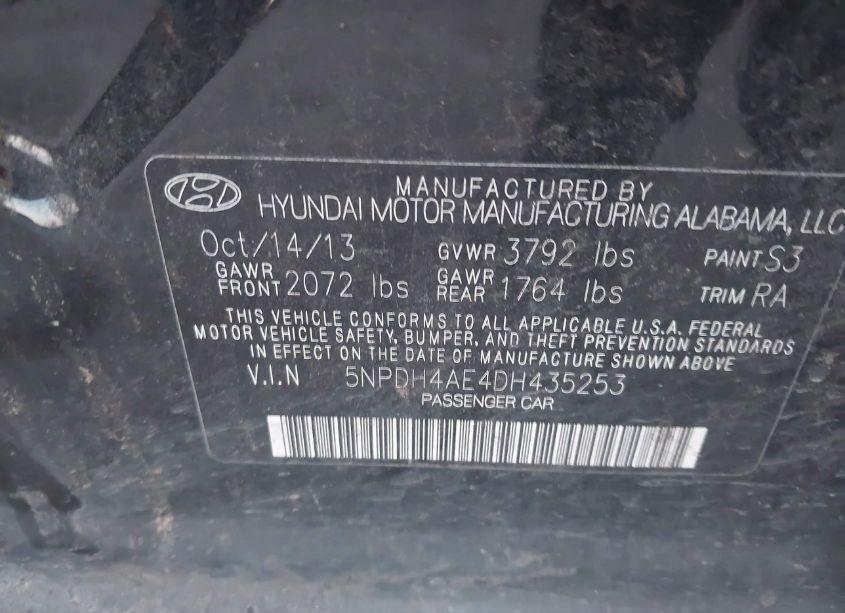 MANUFACTURED BY
HYUNDAI MOTOR MANUFACTURING ALABAMA, LLC
Oct/14/13 GVWR 3792 lbs PAINT S3
GAWR FRONT 2072 lbs GAWR REAR 1764 lbs TRIM RA
THIS VEHICLE CONFORMS TO ALL APPLICABLE U.S.A. FEDERAL
MOTOR VEHICLE SAFETY, BUMPER, AND THEFT PREVENTION STANDARDS
IN EFFECT ON THE DATE OF MANUFACTURE SHOWN ABOVE
V.I.N 5NPDH4AE4DH435253
PASSENGER CAR